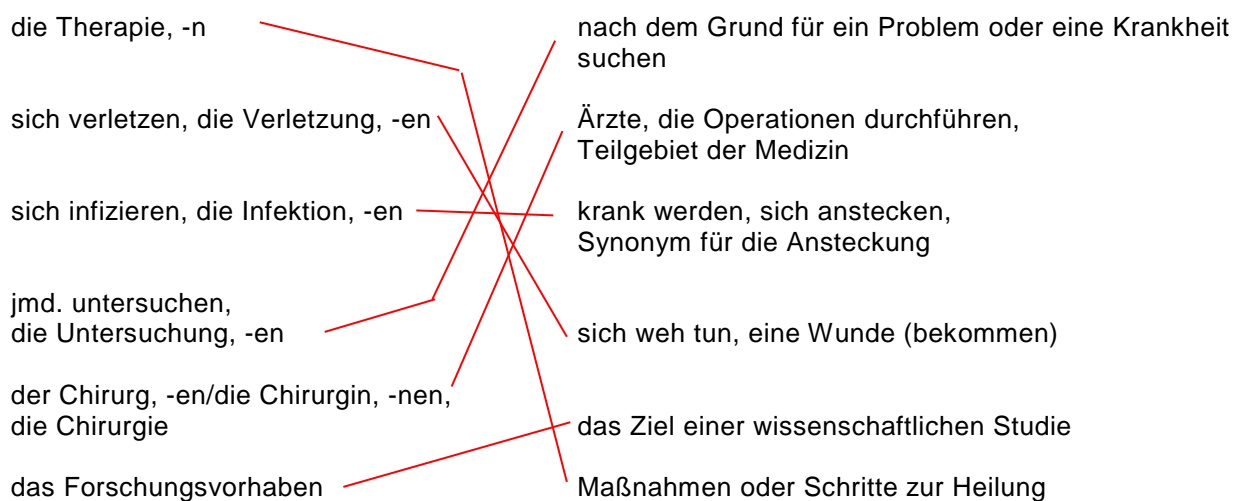 die Therapie, -n
nach dem Grund für ein Problem oder eine Krankheit
suchen
sich verletzen, die Verletzung, -en
Ärzte, die Operationen durchführen,
Teilgebiet der Medizin
sich infizieren, die Infektion, -en
krank werden, sich anstecken,
Synonym für die Ansteckung
jmd. untersuchen,
die Untersuchung, -en
sich weh tun, eine Wunde (bekommen)
der Chirurg, -en/die Chirurgin, -nen,
die Chirurgie
das Ziel einer wissenschaftlichen Studie
das Forschungsvorhaben
Maßnahmen oder Schritte zur Heilung